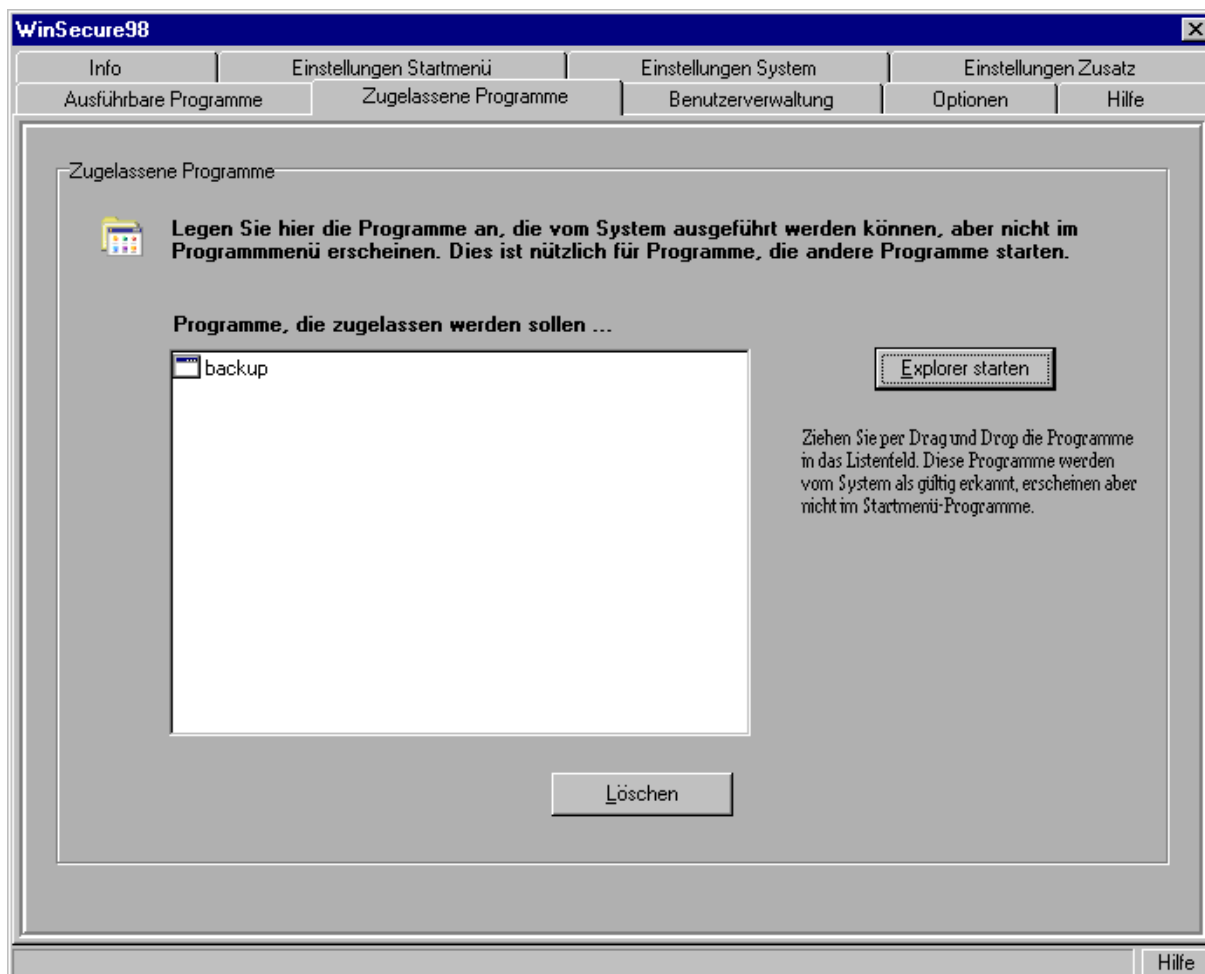 WinSecure98
Info
Einstellungen Startmenü
Einstellungen System
Einstellungen Zusatz
Ausführbare Programme
Zugelassene Programme
Benutzerverwaltung
Optionen
Hilfe
Zugelassene Programme
Legen Sie hier die Programme an, die vom System ausgeführt werden können, aber nicht im
Programmmenü erscheinen. Dies ist nützlich für Programme, die andere Programme starten.
Programme, die zugelassen werden sollen ...
backup
Explorer starten
Ziehen Sie per Drag und Drop die Programme
in das Listenfeld. Diese Programme werden
vom System als gültig erkannt, erscheinen aber
nicht im Startmenü-Programme.
Löschen
Hilfe